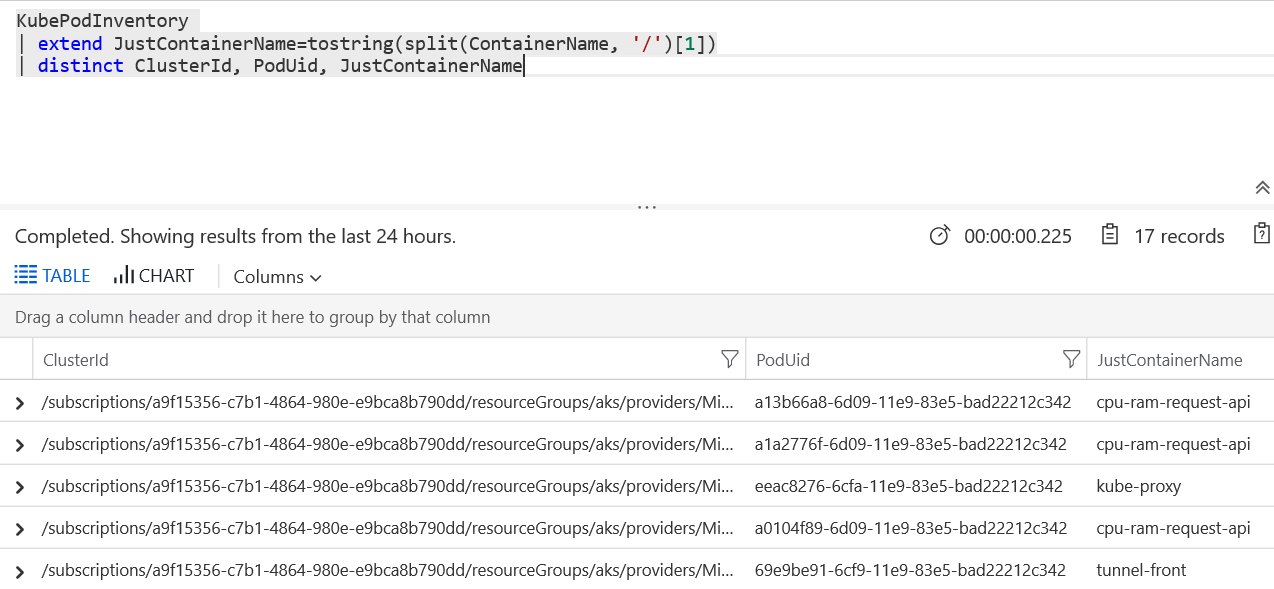 KubePodInventory
| extend JustContainerName=tostring(split(ContainerName, '/')[1])
| distinct ClusterId, PodUid, JustContainerName
...
Completed. Showing results from the last 24 hours. 00:00:00.225 17 records
TABLE CHART Columns
Drag a column header and drop it here to group by that column
ClusterId PodUid JustContainerName
/subscriptions/a9f15356-c7b1-4864-980e-e9bca8b790dd/resourceGroups/aks/providers/Mi... a13b66a8-6d09-11e9-83e5-bad22212c342 cpu-ram-request-api
/subscriptions/a9f15356-c7b1-4864-980e-e9bca8b790dd/resourceGroups/aks/providers/Mi... a1a2776f-6d09-11e9-83e5-bad22212c342 cpu-ram-request-api
/subscriptions/a9f15356-c7b1-4864-980e-e9bca8b790dd/resourceGroups/aks/providers/Mi... eeac8276-6cfa-11e9-83e5-bad22212c342 kube-proxy
/subscriptions/a9f15356-c7b1-4864-980e-e9bca8b790dd/resourceGroups/aks/providers/Mi... a0104f89-6d09-11e9-83e5-bad22212c342 cpu-ram-request-api
/subscriptions/a9f15356-c7b1-4864-980e-e9bca8b790dd/resourceGroups/aks/providers/Mi... 69e9be91-6cf9-11e9-83e5-bad22212c342 tunnel-front